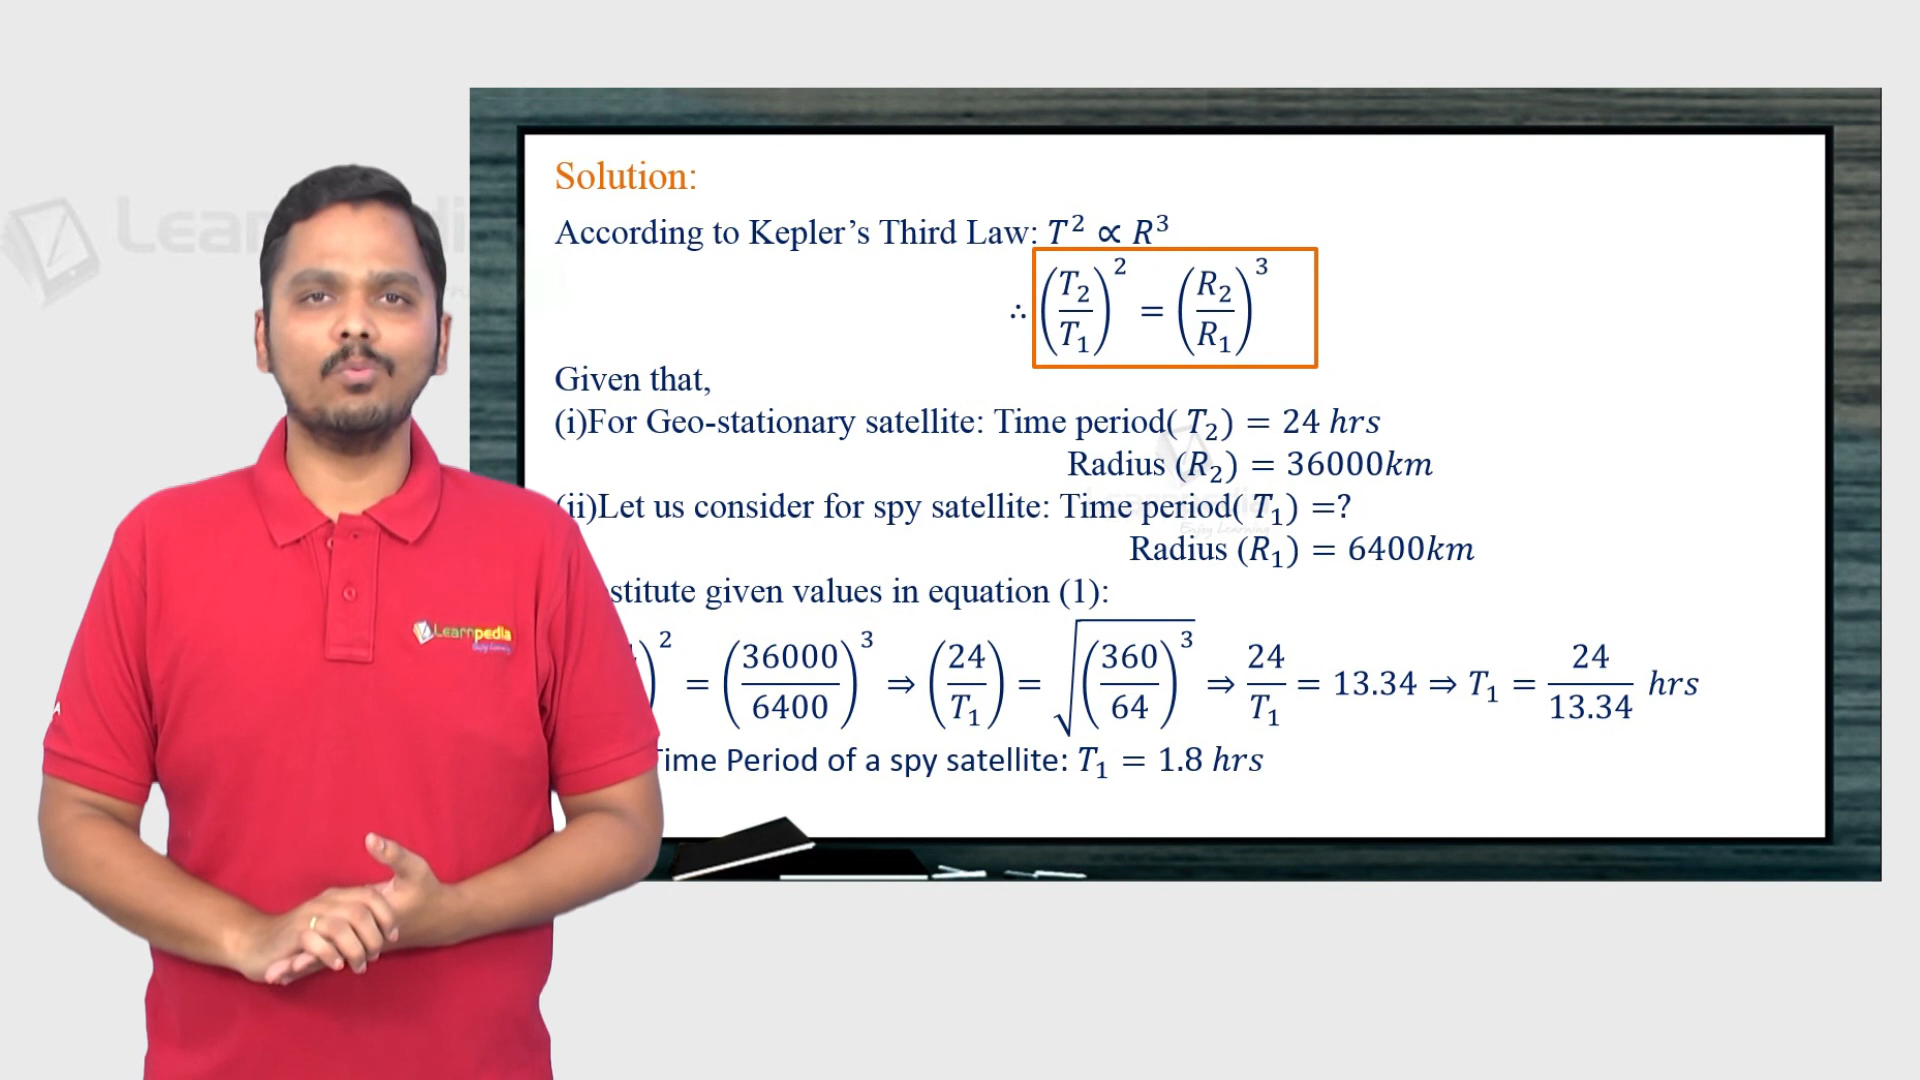 Solution:
According to Kepler's Third Law: T² ∝ R³
∴ (T₂/T₁)² = (R₂/R₁)³
Given that,
(i)For Geo-stationary satellite: Time period( T₂) = 24 hrs
Radius (R₂) = 36000km
(ii)Let us consider for spy satellite: Time period( T₁) =?
Radius (R₁) = 6400km
stitute given values in equation (1):
)² = (36000/6400)³ ⇒ (24/T₁) = √(360/64)³ ⇒ 24/T₁ = 13.34 ⇒ T₁ = 24/13.34 hrs
Time Period of a spy satellite: T₁ = 1.8 hrs
Learnpedia
Enjoy Learning